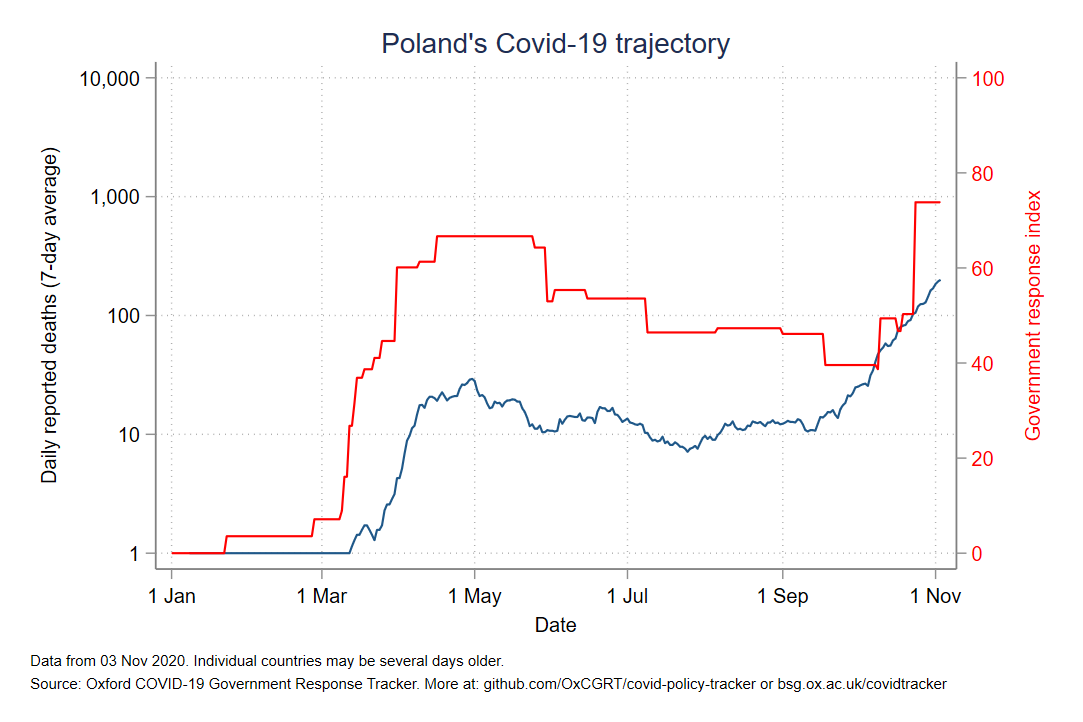 Poland's Covid-19 trajectory
10,000
1,000
100
10
1
Daily reported deaths (7-day average)
100
80
60
40
20
0
Government response index
1 Jan 1 Mar 1 May 1 Jul 1 Sep 1 Nov
Date
Data from 03 Nov 2020. Individual countries may be several days older.
Source: Oxford COVID-19 Government Response Tracker. More at: github.com/OxCGRT/covid-policy-tracker or bsg.ox.ac.uk/covidtracker